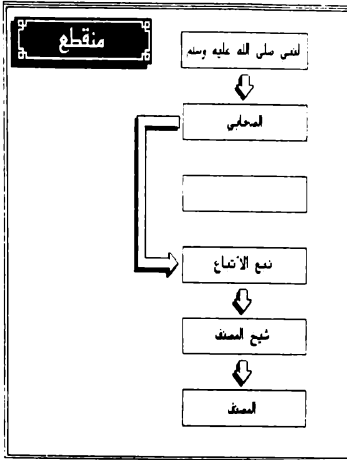 منقطع
النبي صلى الله عليه وسلم
الصحابي
تبع الأتباع
شيخ المصنف
المصنف